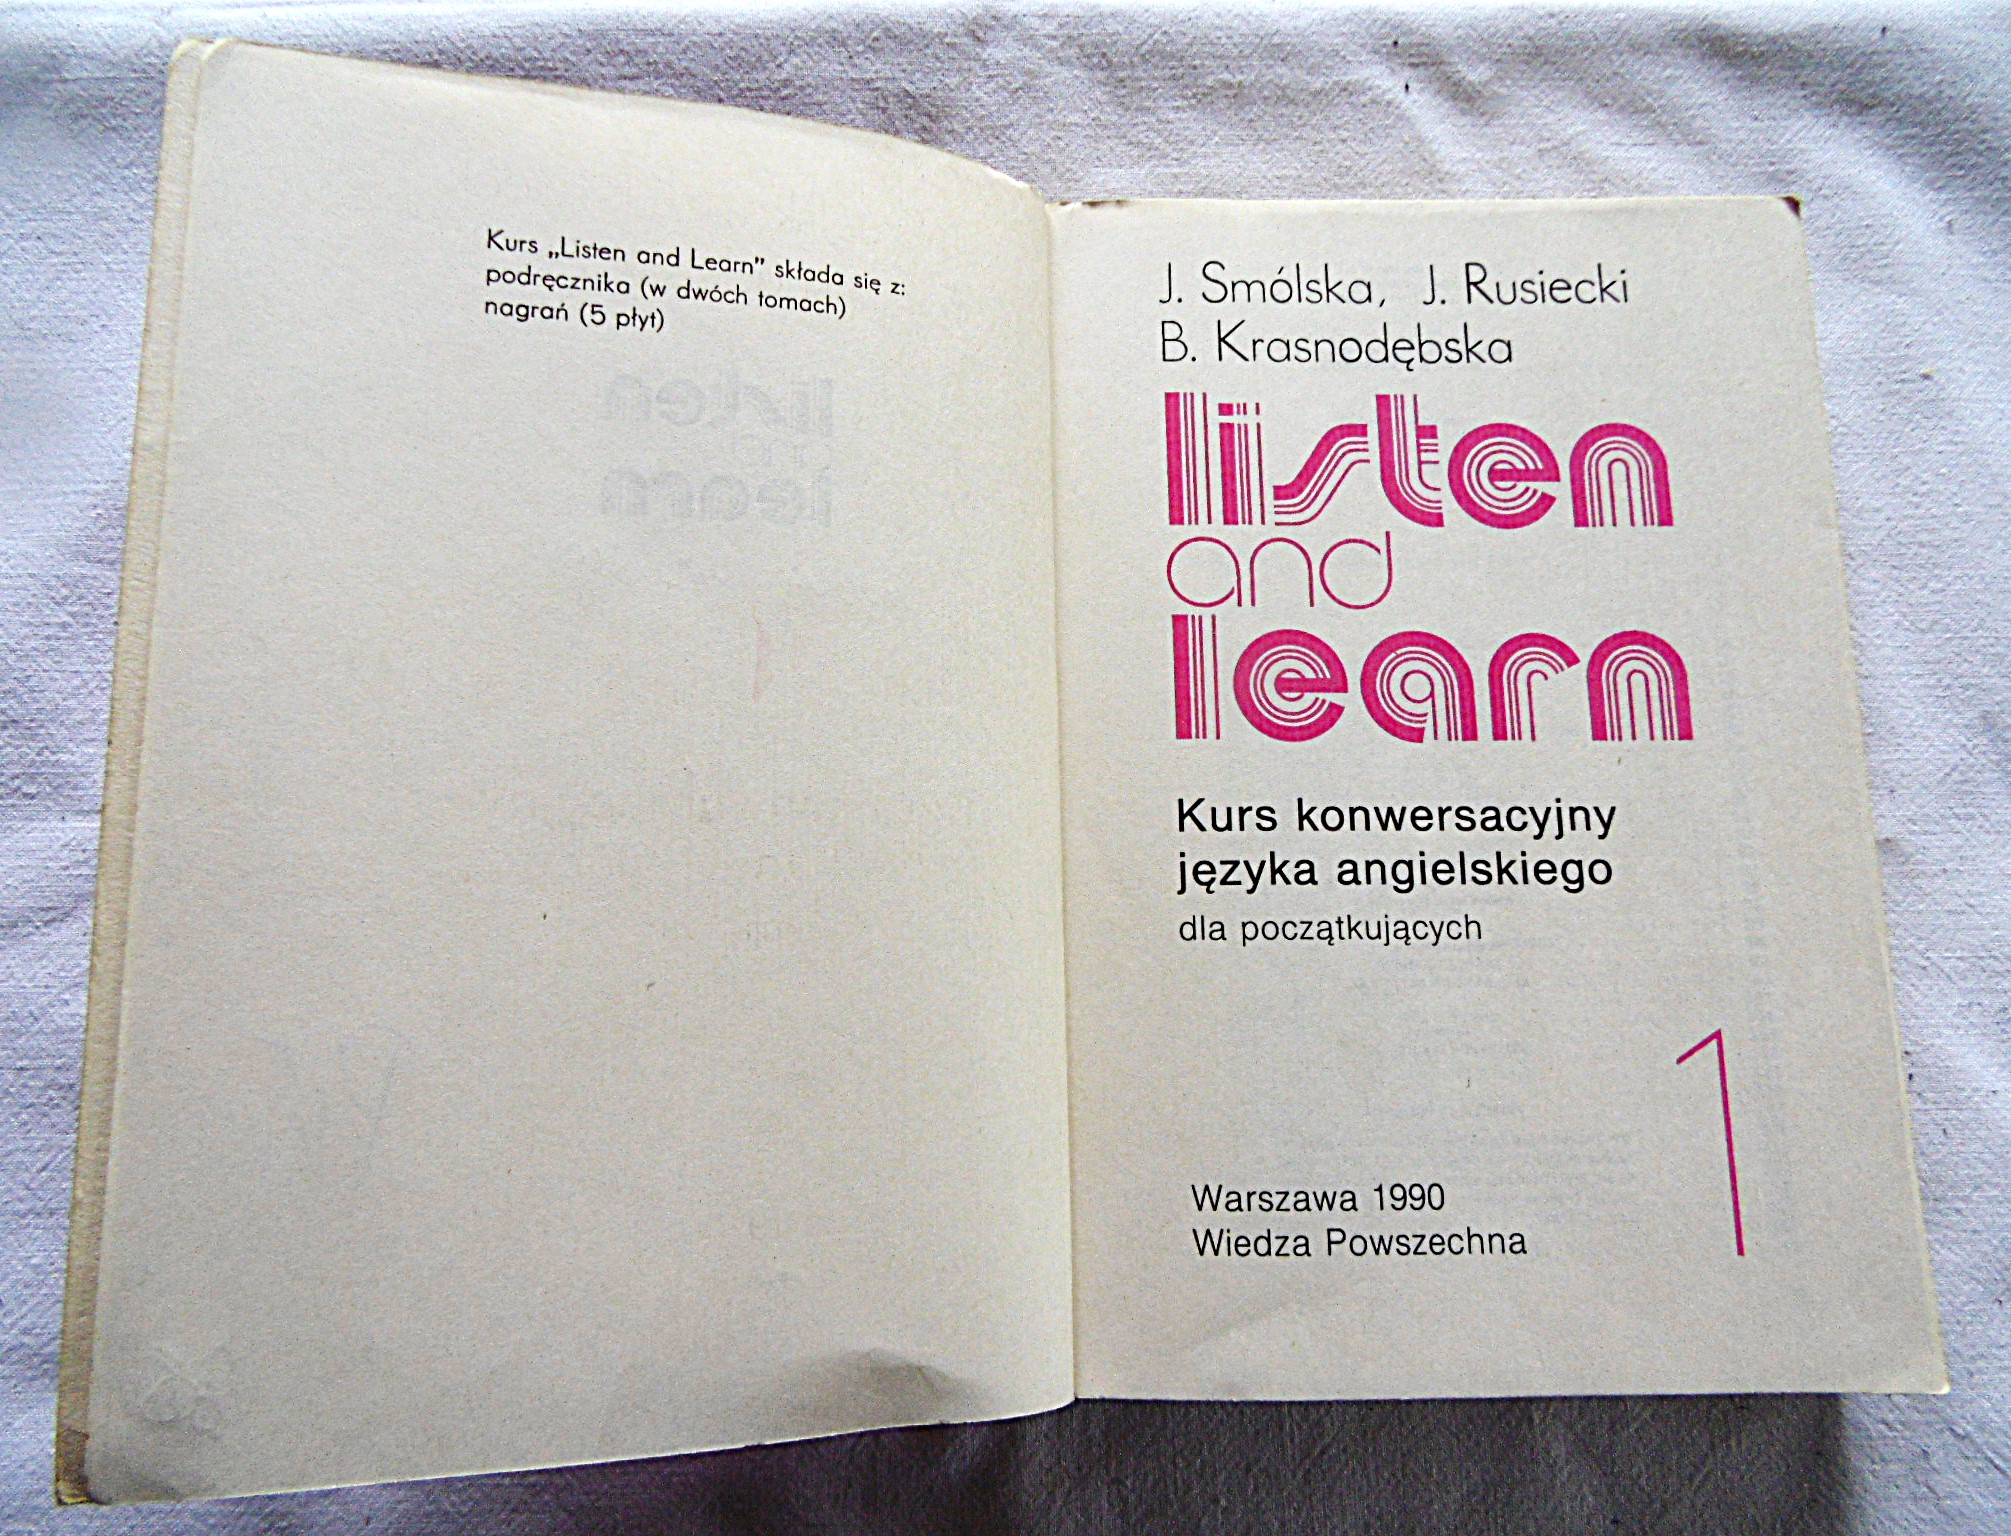 Kurs „Listen and Learn” składa się z:
podręcznika (w dwóch tomach)
nagrań (5 płyt)
J. Smólska, J. Rusiecki
B. Krasnodębska
listen
and
learn
Kurs konwersacyjny
języka angielskiego
dla początkujących
1
Warszawa 1990
Wiedza Powszechna